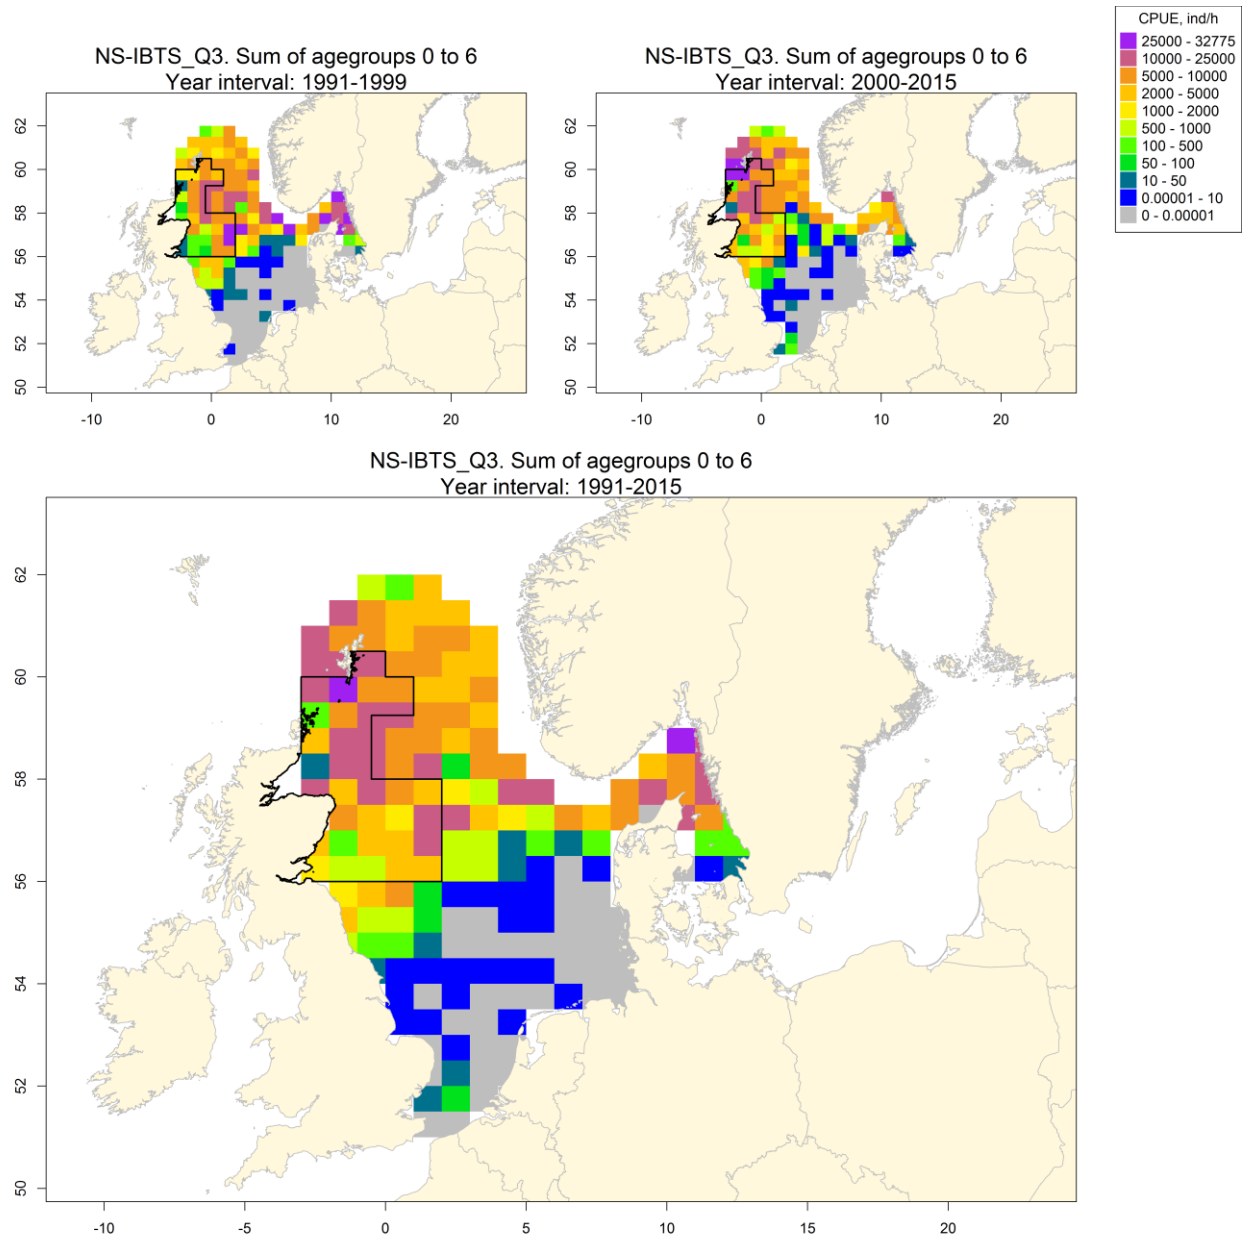 CPUE, ind/h
25000 - 32775
10000 - 25000
5000 - 10000
2000 - 5000
1000 - 2000
500 - 1000
100 - 500
50 - 100
10 - 50
0.00001 - 10
0 - 0.00001
NS-IBTS_Q3. Sum of agegroups 0 to 6
Year interval: 1991-1999
62
60
58
56
54
52
50
-10 0 10 20
NS-IBTS_Q3. Sum of agegroups 0 to 6
Year interval: 2000-2015
62
60
58
56
54
52
50
-10 0 10 20
NS-IBTS_Q3. Sum of agegroups 0 to 6
Year interval: 1991-2015
62
60
58
56
54
52
50
-10 -5 0 5 10 15 20